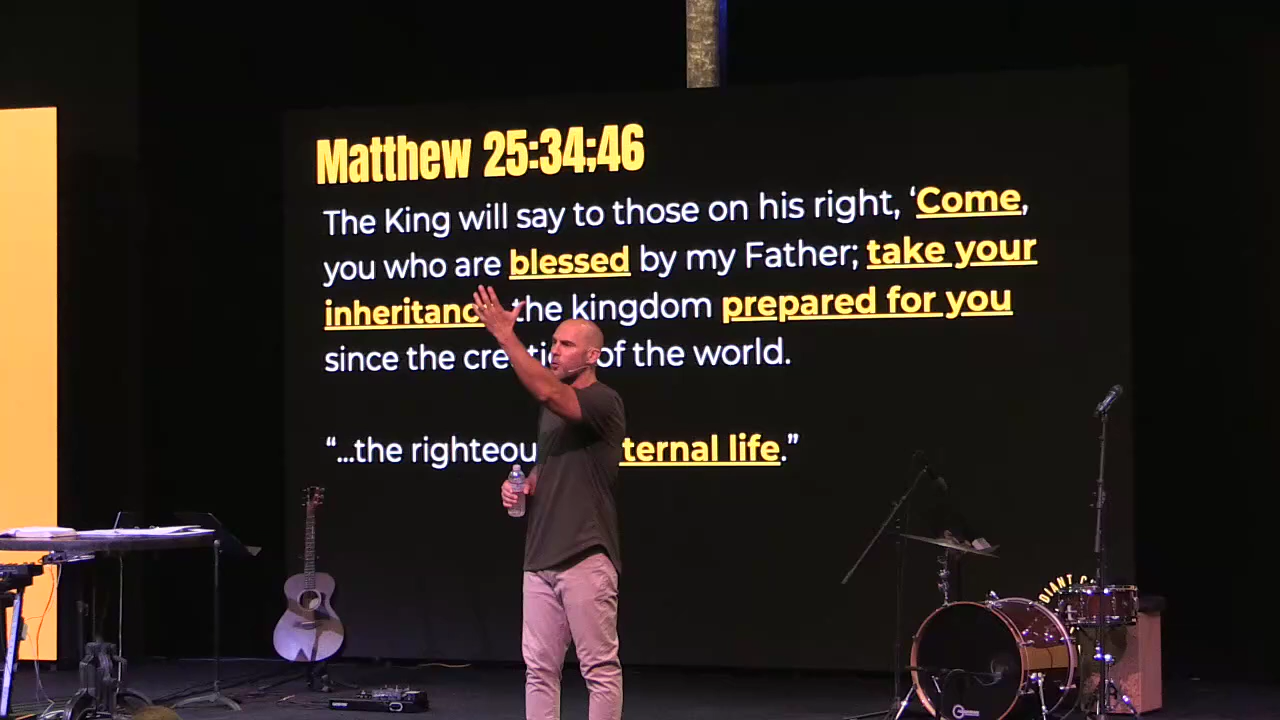 Matthew 25:34;46
The King will say to those on his right, ‘Come,
you who are blessed by my Father; take your
the kingdom prepared for you
since the of the world.
“...the life.”